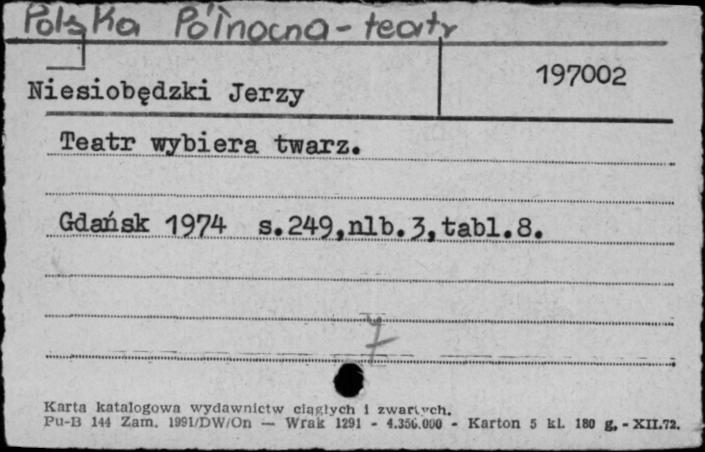 Polska Północna - teatr
197002
Niesiobędzki Jerzy
Teatr wybiera twarz.
Gdańsk 1974 s.249,nlb.3,tabl.8.
7
Karta katalogowa wydawnictw ciągłych i zwartych.
Pu-B 144 Zam. 1991/DW/On — Wrak 1291 - 4.356.000 - Karton 5 kl. 180 g. - XII.72.